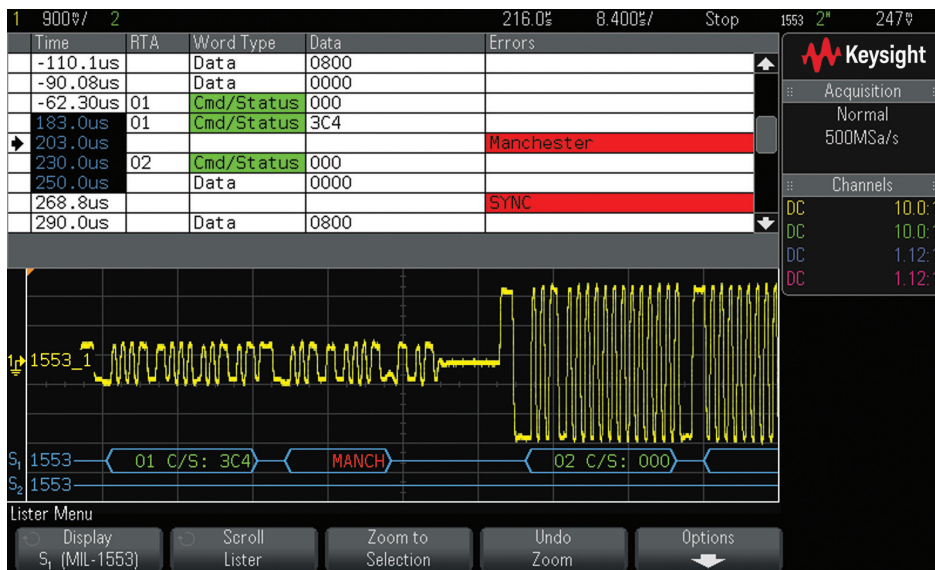 1 900㎷/ 2 216.0㎲ 8.400㎲/ Stop 1553 2 247㎷
Time RTA Word Type Data Errors
-110.1us Data 0800
-90.08us Data 0000
-62.30us 01 Cmd/Status 000
183.0us 01 Cmd/Status 3C4
203.0us Manchester
230.0us 02 Cmd/Status 000
250.0us Data 0000
268.8us SYNC
290.0us Data 0800
Keysight
Acquisition
Normal
500MSa/s
Channels
DC 10.0:
DC 10.0:
DC 1.12:
DC 1.12:
1 1553_1
S1 1553 01 C/S: 3C4 MANCH 02 C/S: 000
S2 1553
Lister Menu
Display
S1 (MIL-1553)
Scroll
Lister
Zoom to
Selection
Undo
Zoom
Options